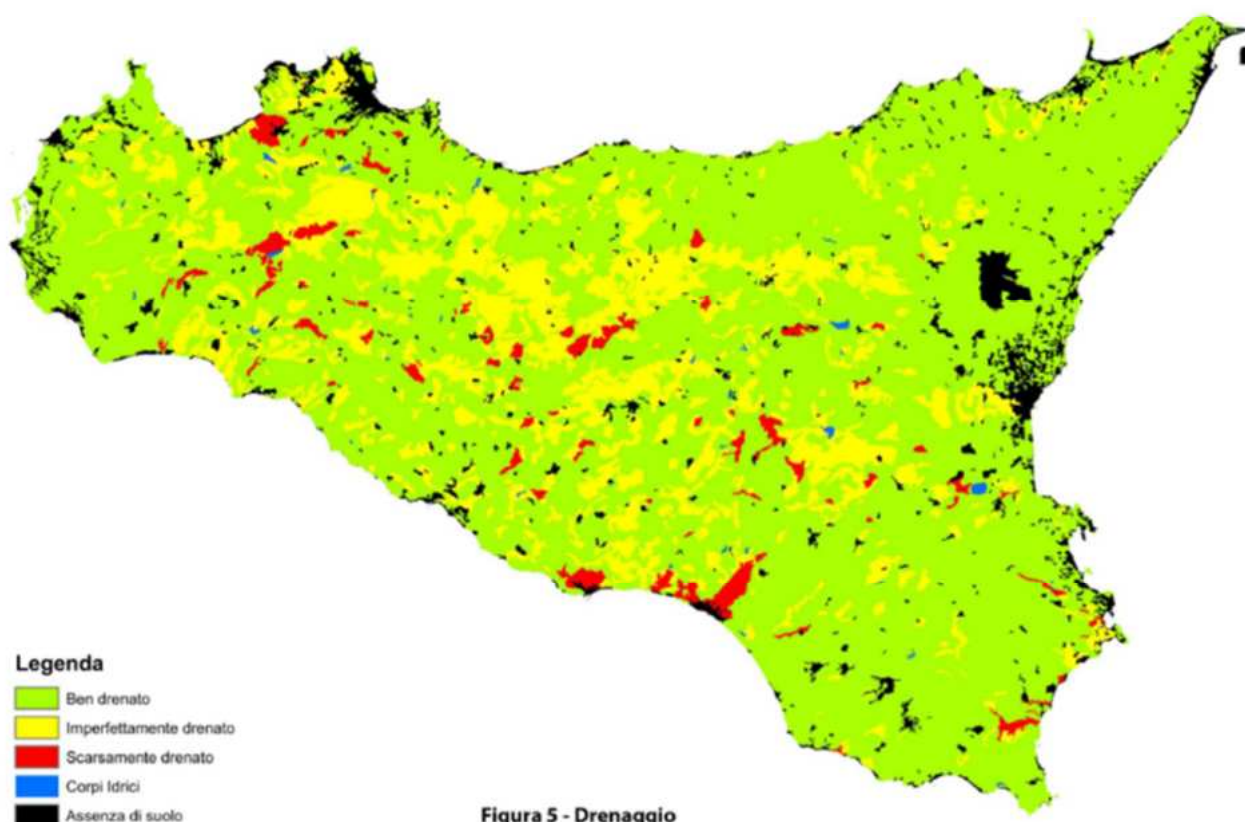 Legenda
Ben drenato
Imperfettamente drenato
Scarsamente drenato
Corpi Idrici
Assenza di suolo
Figura 5 - Drenaggio